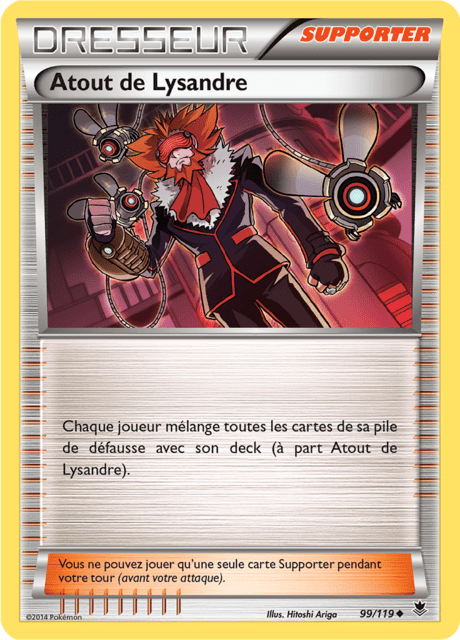 DRESSEUR
SUPPORTER
Atout de Lysandre
Chaque joueur mélange toutes les cartes de sa pile
de défausse avec son deck (à part Atout de
Lysandre).
Vous ne pouvez jouer qu'une seule carte Supporter pendant
votre tour (avant votre attaque).
©2014 Pokémon
Illus. Hitoshi Ariga
99/119